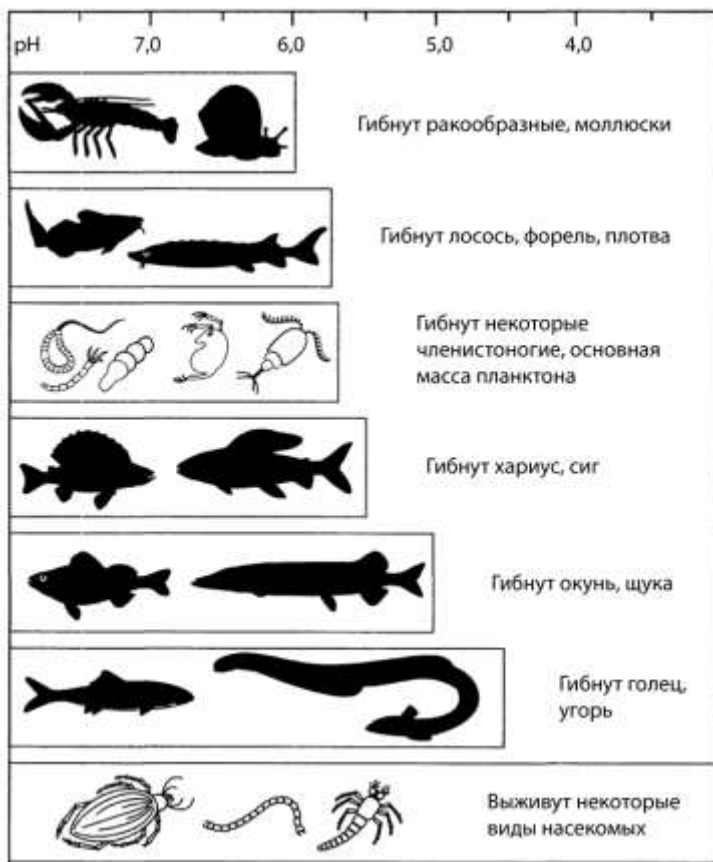 pH 7,0 6,0 5,0 4,0
Гибнут ракообразные, моллюски
Гибнут лосось, форель, плотва
Гибнут некоторые
членистоногие, основная
масса планктона
Гибнут хариус, сиг
Гибнут окунь, щука
Гибнут голец,
угорь
Выживут некоторые
виды насекомых